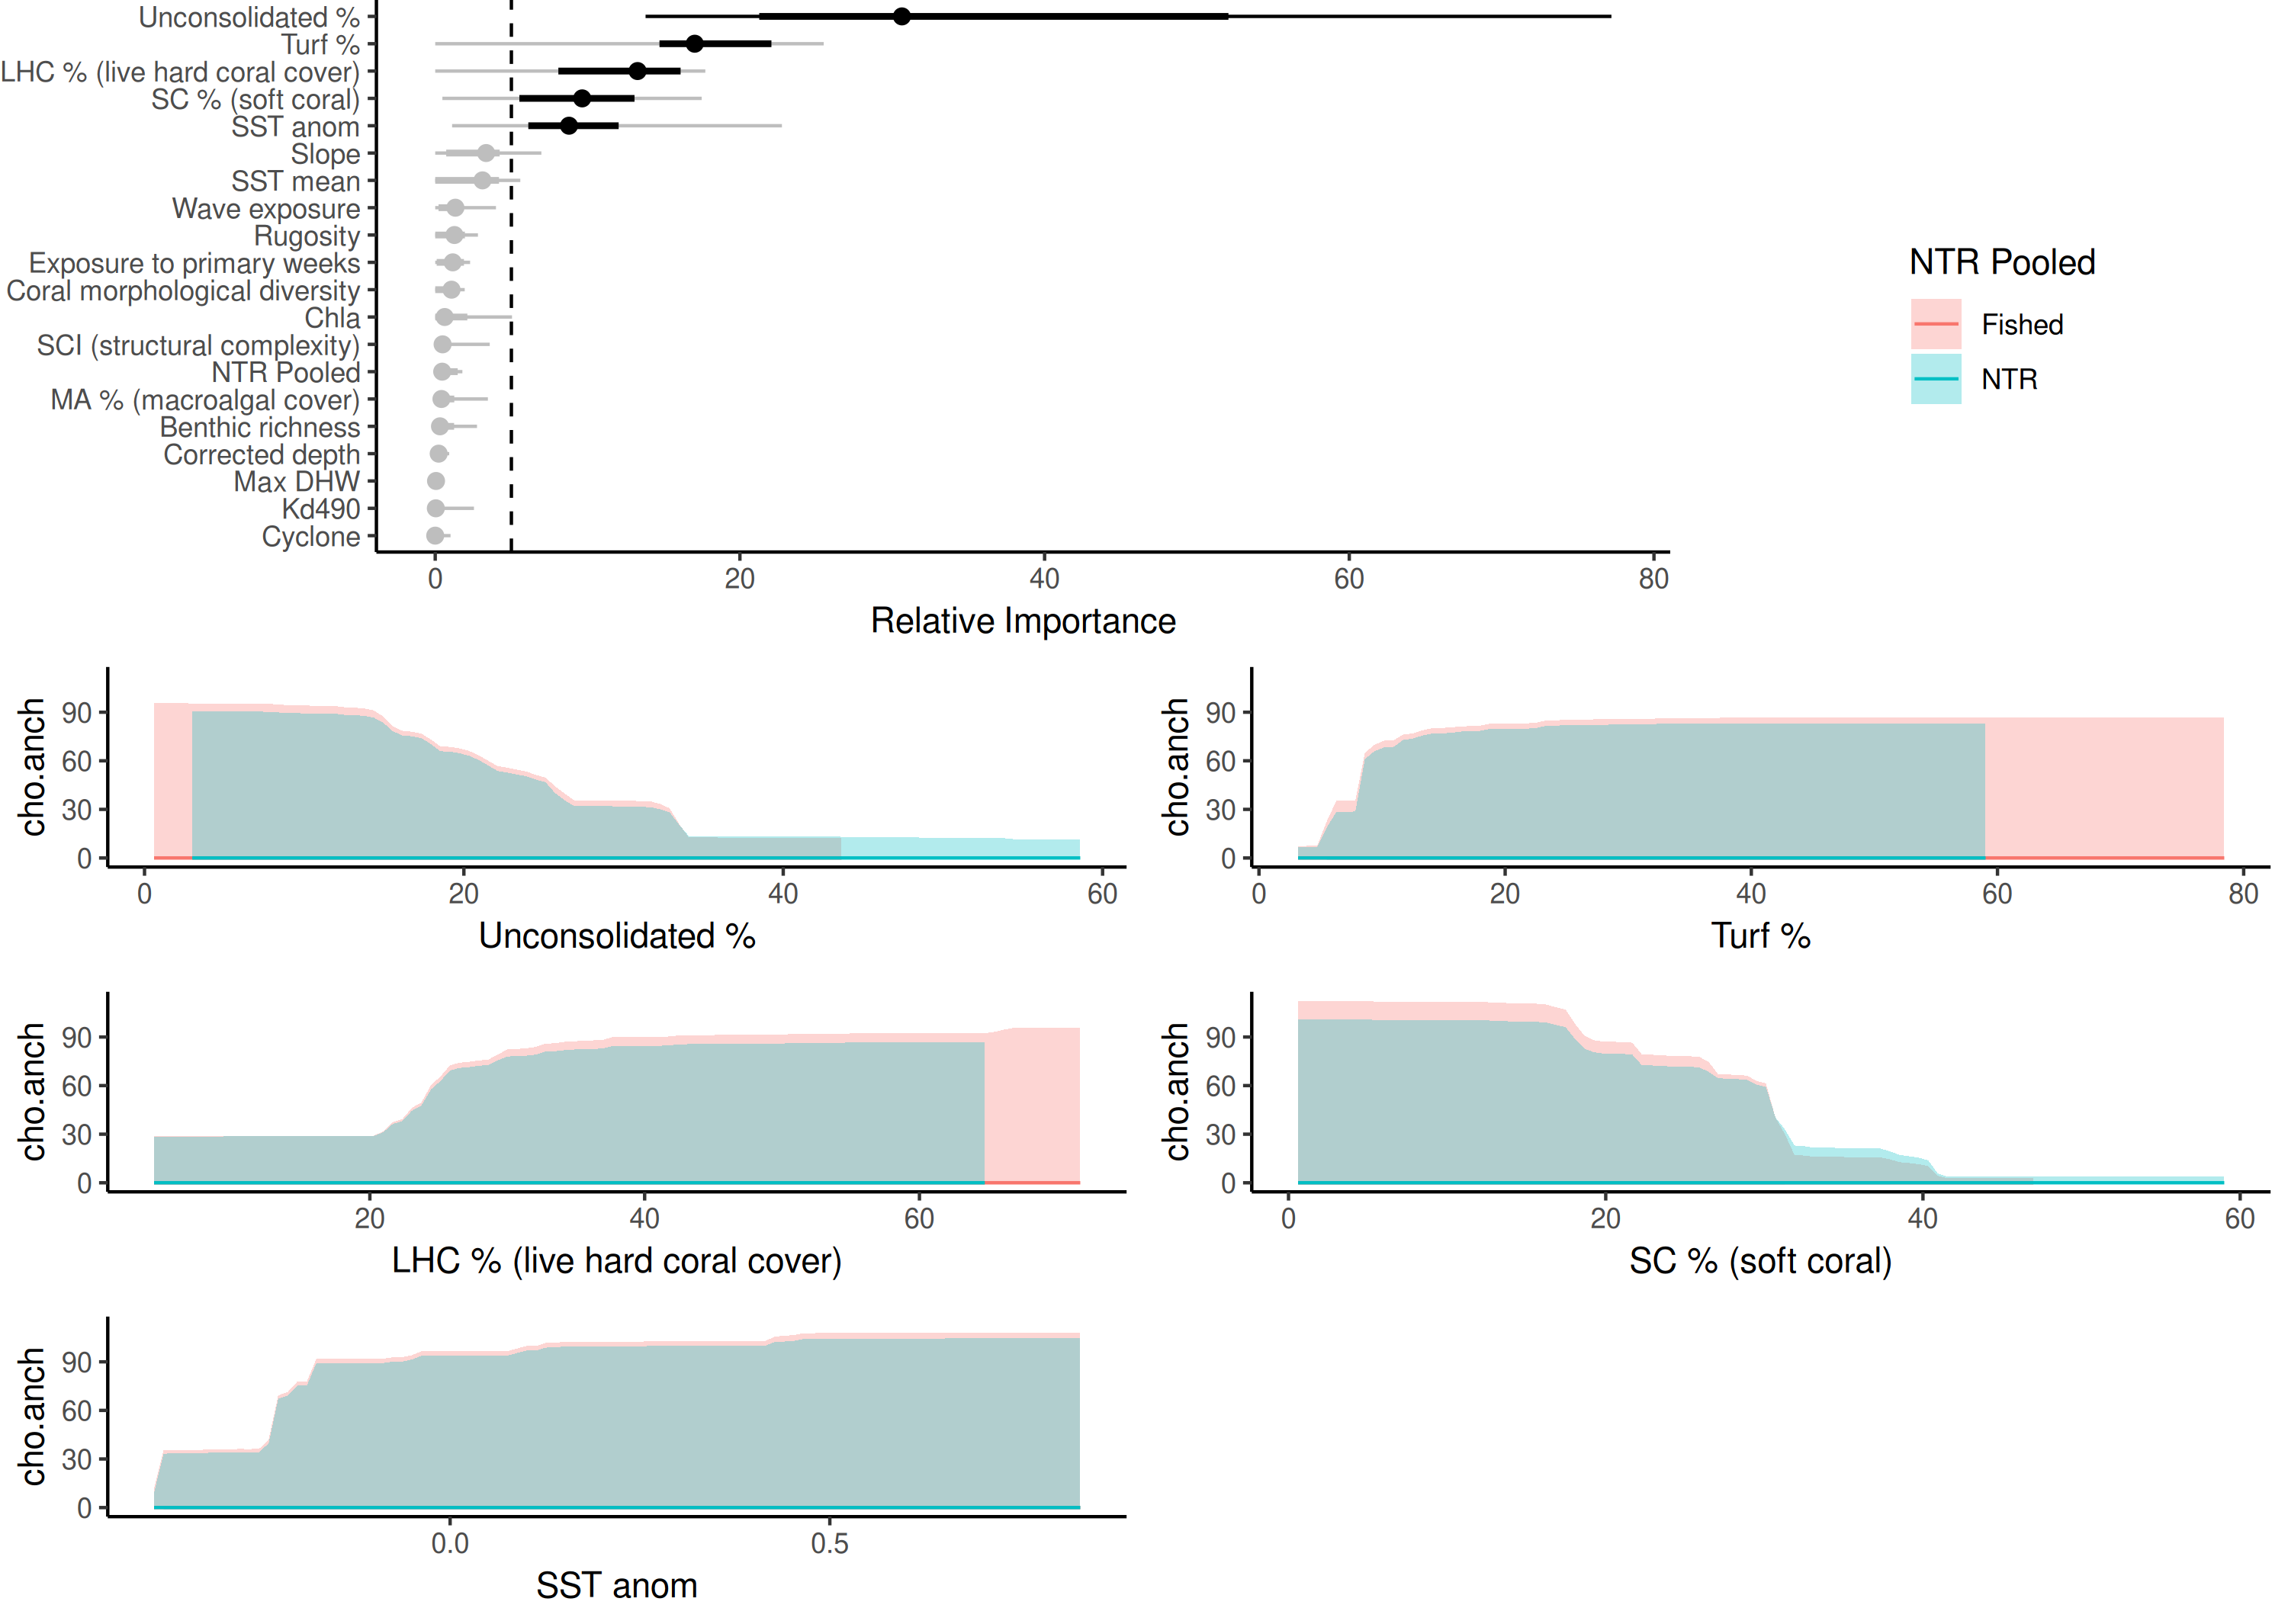 Unconsolidated %
Turf %
LHC % (live hard coral cover)
SC % (soft coral)
SST anom
Slope
SST mean
Wave exposure
Rugosity
Exposure to primary weeks
Coral morphological diversity
Chla
SCI (structural complexity)
NTR Pooled
MA % (macroalgal cover)
Benthic richness
Corrected depth
Max DHW
Kd490
Cyclone
0 20 40 60 80
Relative Importance
NTR Pooled
Fished
NTR
cho.anch
90
60
30
0
0 20 40 60
Unconsolidated %
cho.anch
90
60
30
0
0 20 40 60 80
Turf %
cho.anch
90
60
30
0
20 40 60
LHC % (live hard coral cover)
cho.anch
90
60
30
0
0 20 40 60
SC % (soft coral)
cho.anch
90
60
30
0
0.0 0.5
SST anom